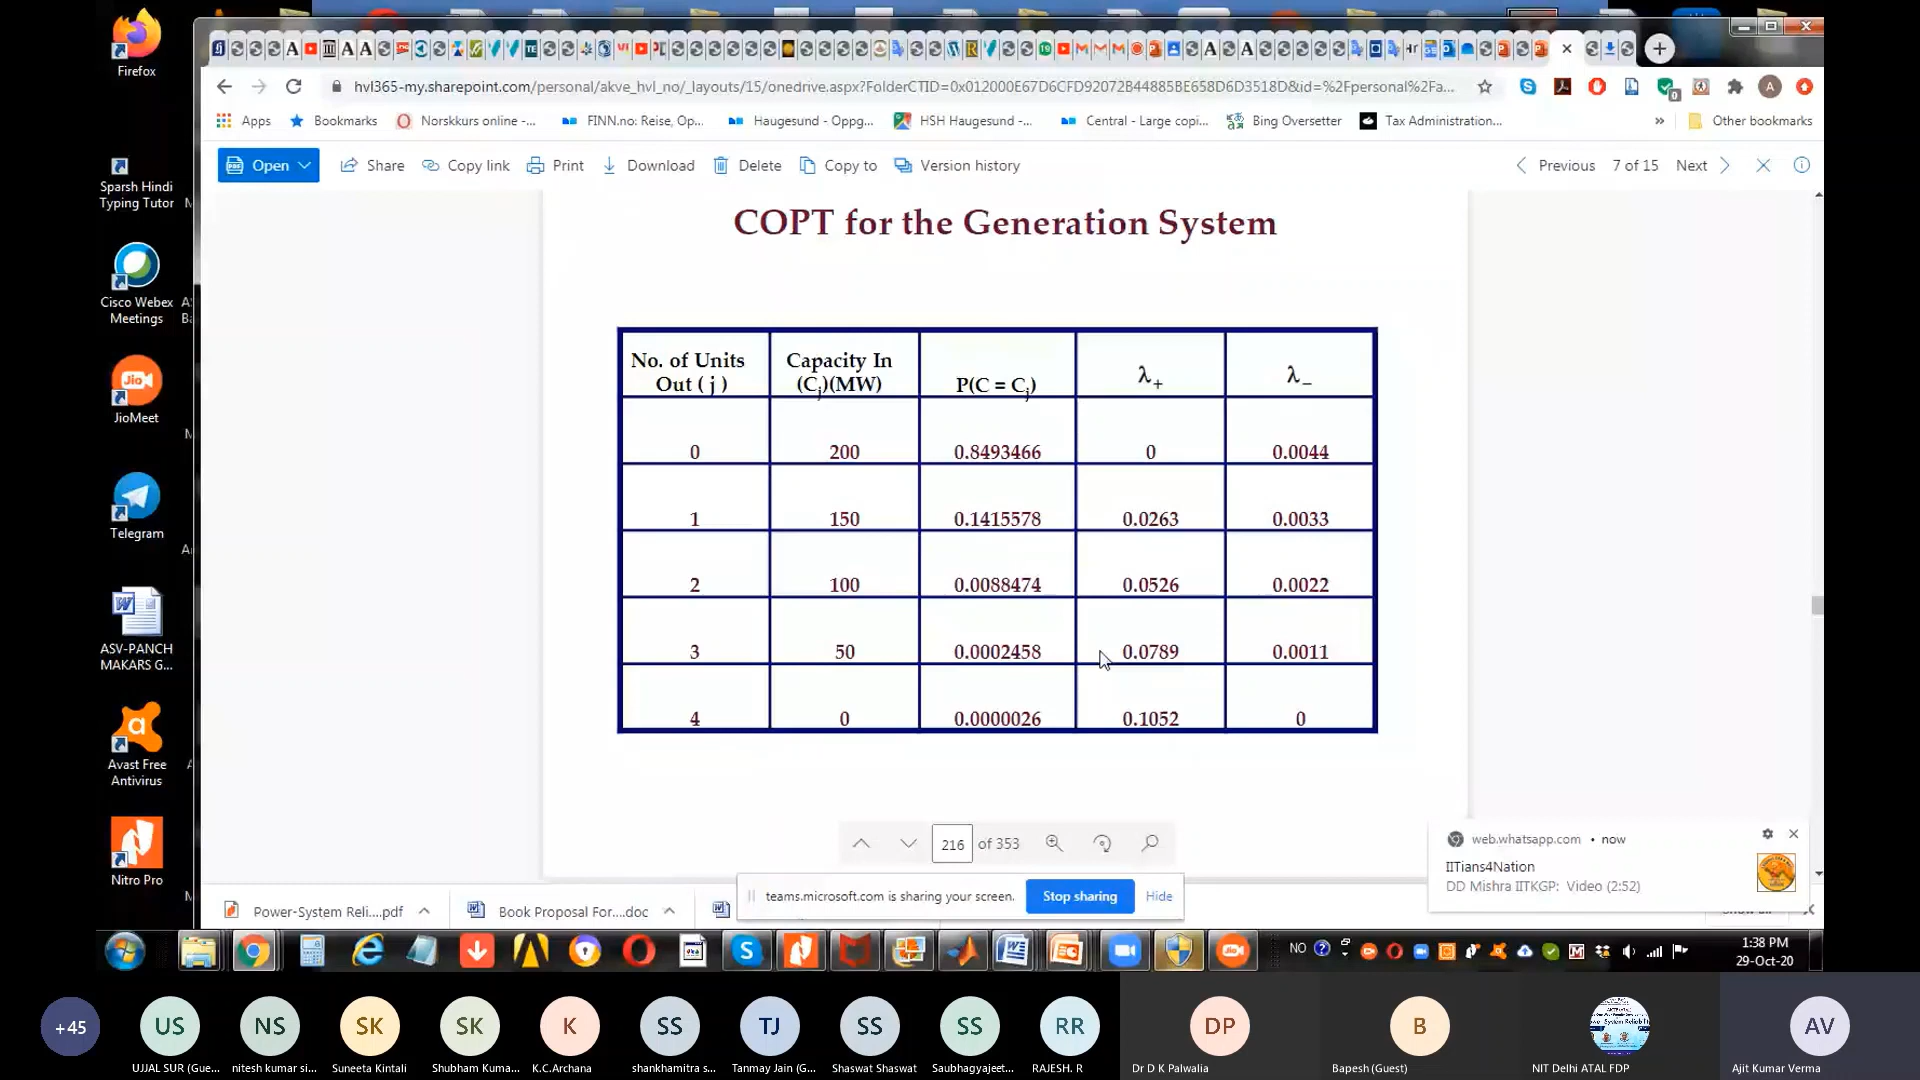 Firefox
hvl365-my.sharepoint.com/personal/akve_hvl_no/_layouts/15/onedrive.aspx?FolderCTID=0x012000E67D6CFD92072B44885BE658D6D3518D&id=%2Fpersonal%2Fa...
Apps Bookmarks Norskkurs online -... FINN.no: Reise, Op... Haugesund - Oppg... HSH Haugesund -... Central - Large copi... Bing Oversetter Tax Administration... » Other bookmarks
Open Share Copy link Print Download Delete Copy to Version history Previous 7 of 15 Next
Sparsh Hindi
Typing Tutor
Cisco Webex
Meetings
JioMeet
Telegram
ASV-PANCH
MAKARS G...
Avast Free
Antivirus
Nitro Pro
COPT for the Generation System
No. of Units Out ( j ) Capacity In (Cj)(MW) P(C = Cj) λ+ λ−
0 200 0.8493466 0 0.0044
1 150 0.1415578 0.0263 0.0033
2 100 0.0088474 0.0526 0.0022
3 50 0.0002458 0.0789 0.0011
4 0 0.0000026 0.1052 0
216 of 353
web.whatsapp.com • now
IITians4Nation
DD Mishra IITKGP: Video (2:52)
teams.microsoft.com is sharing your screen. Stop sharing Hide
Power-System Reli....pdf Book Proposal For....doc
NO 1:38 PM
29-Oct-20
+45 US NS SK SK K SS TJ SS SS RR DP B AV
UJJAL SUR (Gue... nitesh kumar si... Suneeta Kintali Shubham Kuma... K.C.Archana shankhamitra s... Tanmay Jain (G... Shaswat Shaswat Saubhagyajeet... RAJESH. R Dr D K Palwalia Bapesh (Guest) NIT Delhi ATAL FDP Ajit Kumar Verma